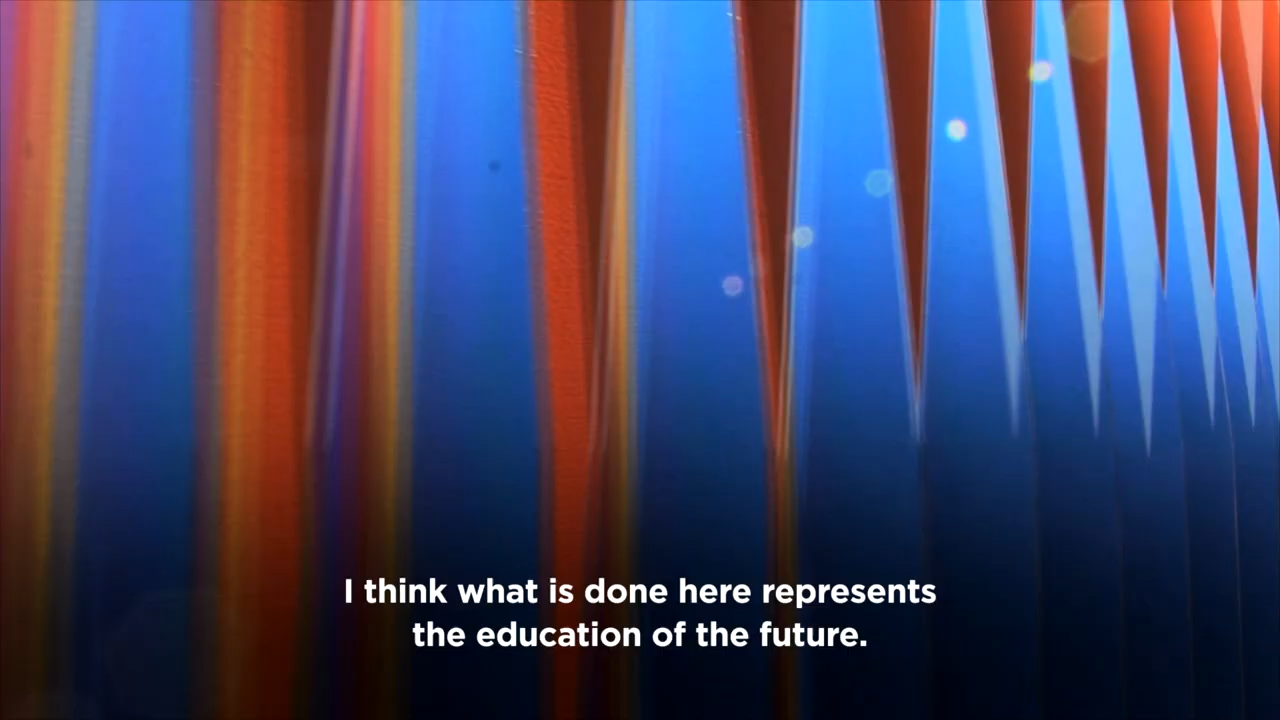 I think what is done here represents
the education of the future.